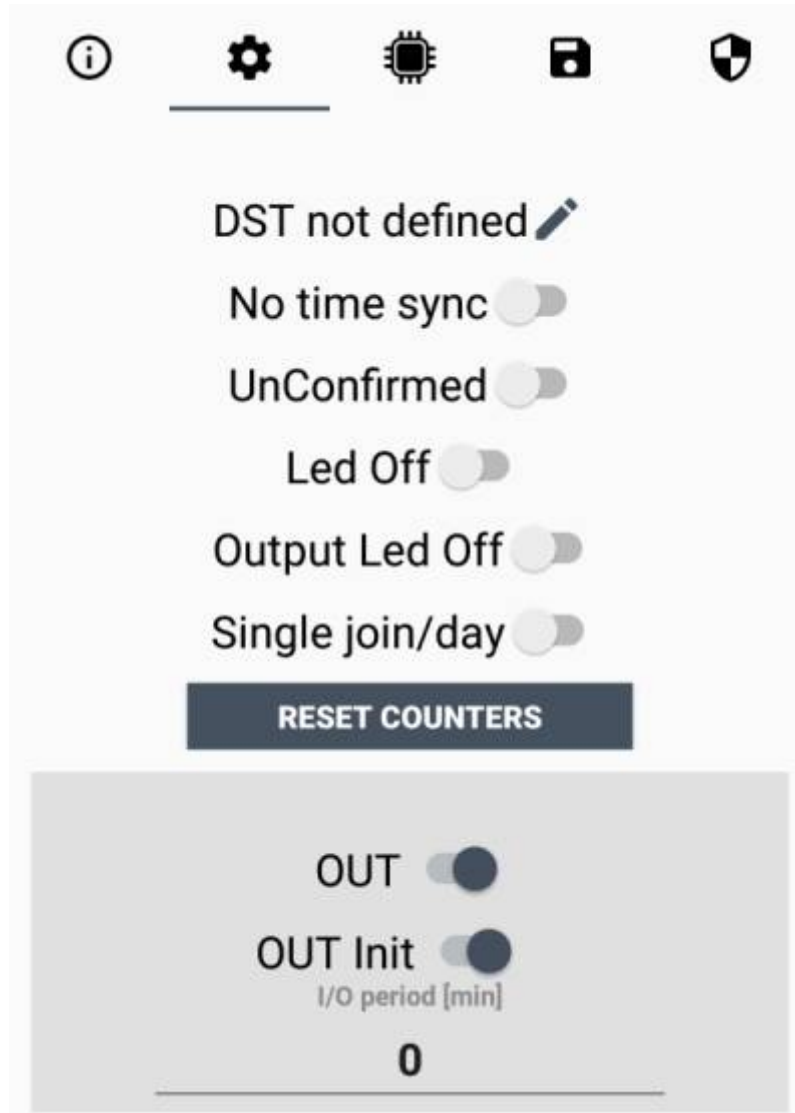 DST not defined
No time sync
UnConfirmed
Led Off
Output Led Off
Single join/day
RESET COUNTERS
OUT
OUT Init
I/O period [min]
0